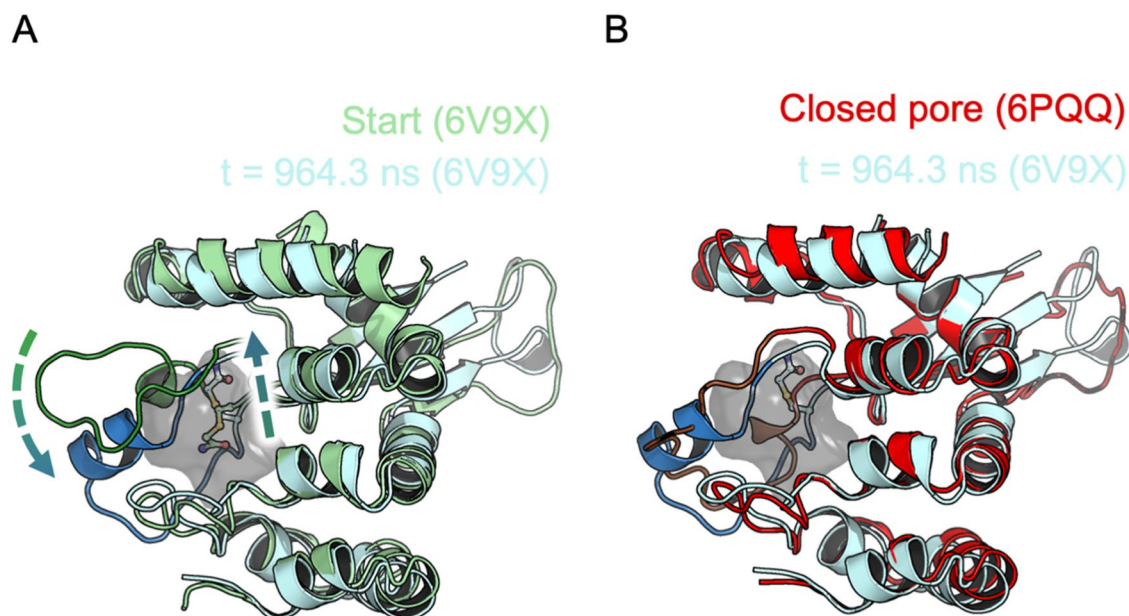 A
B
Start (6V9X)
t = 964.3 ns (6V9X)
Closed pore (6PQQ)
t = 964.3 ns (6V9X)